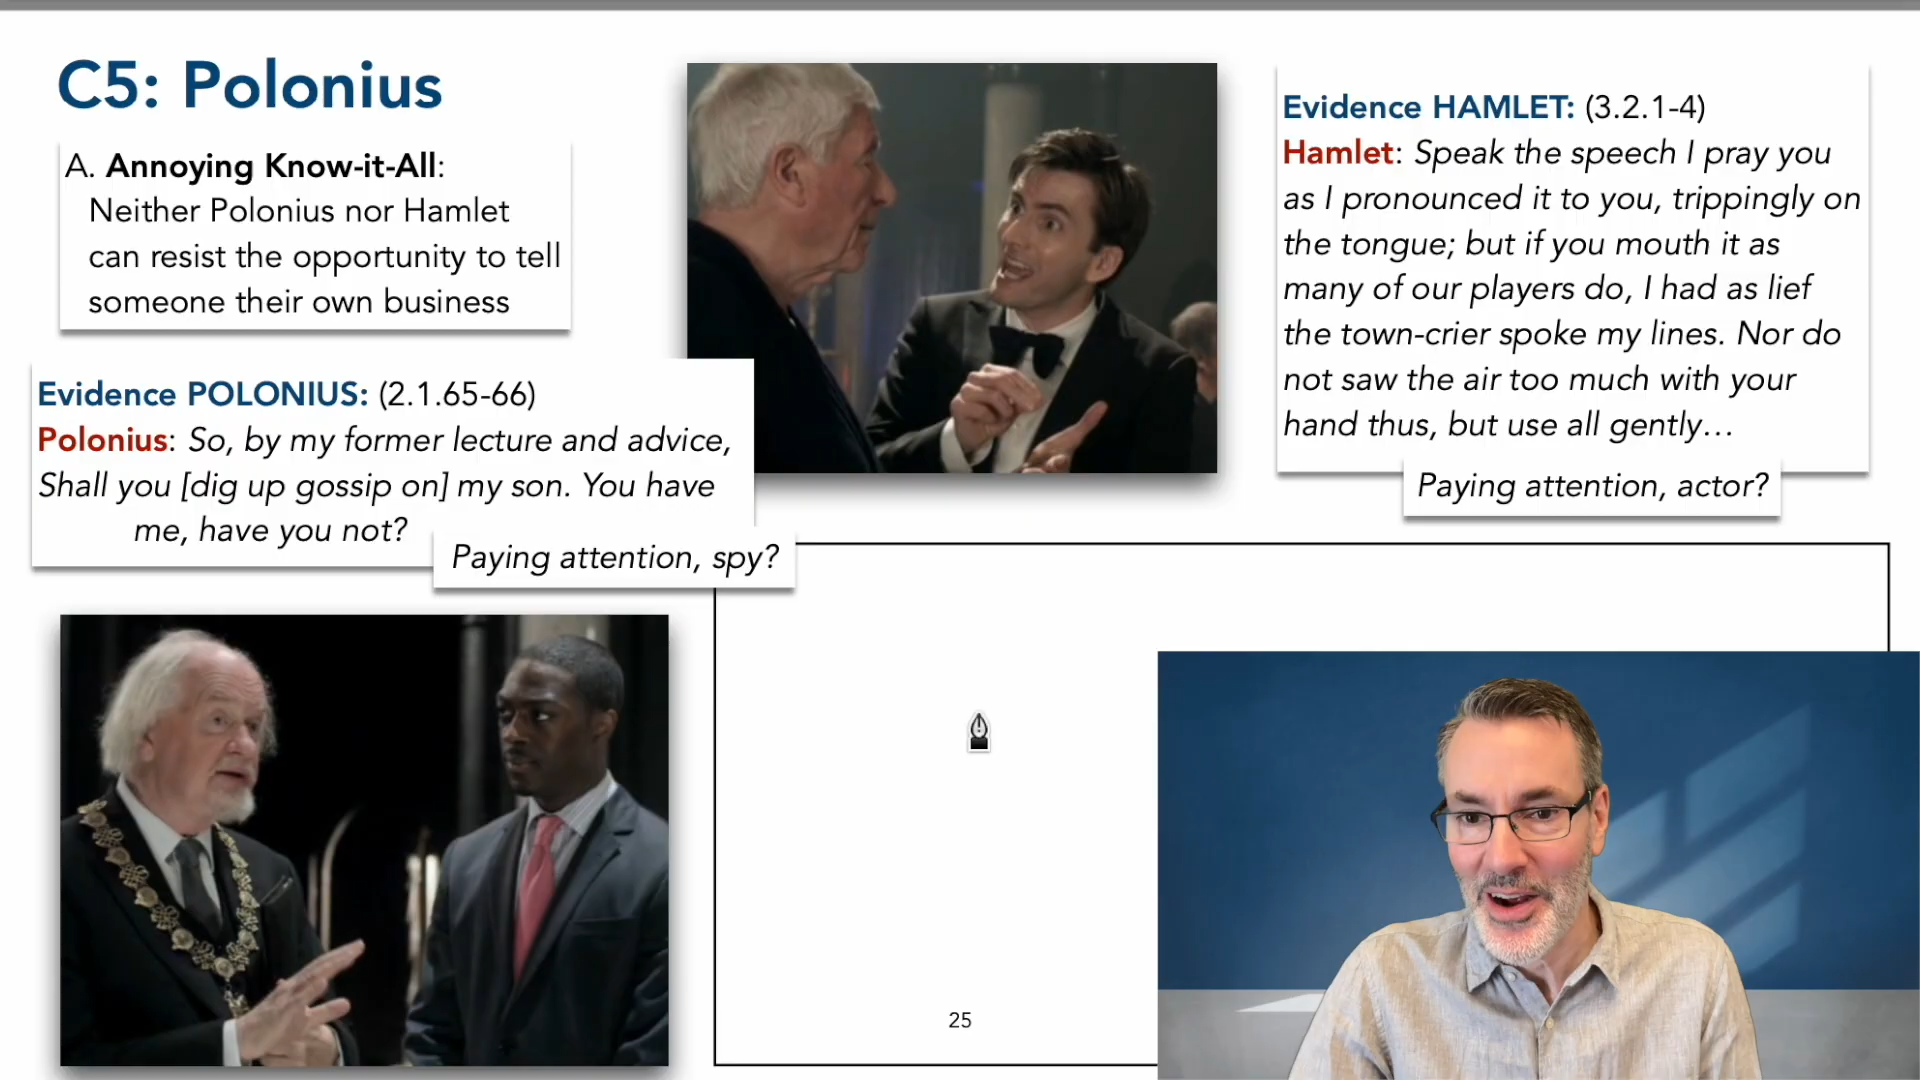 C5: Polonius
A. Annoying Know-it-All:
Neither Polonius nor Hamlet
can resist the opportunity to tell
someone their own business
Evidence POLONIUS: (2.1.65-66)
Polonius: So, by my former lecture and advice,
Shall you [dig up gossip on] my son. You have
me, have you not?
Paying attention, spy?
Evidence HAMLET: (3.2.1-4)
Hamlet: Speak the speech I pray you
as I pronounced it to you, trippingly on
the tongue; but if you mouth it as
many of our players do, I had as lief
the town-crier spoke my lines. Nor do
not saw the air too much with your
hand thus, but use all gently…
Paying attention, actor?
25